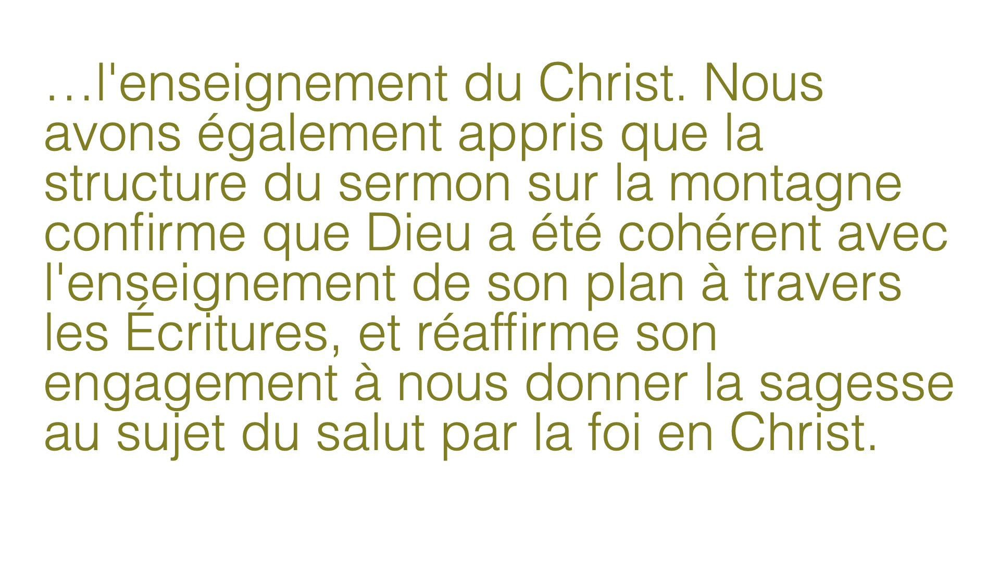 …l'enseignement du Christ. Nous
avons également appris que la
structure du sermon sur la montagne
confirme que Dieu a été cohérent avec
l'enseignement de son plan à travers
les Écritures, et réaffirme son
engagement à nous donner la sagesse
au sujet du salut par la foi en Christ.